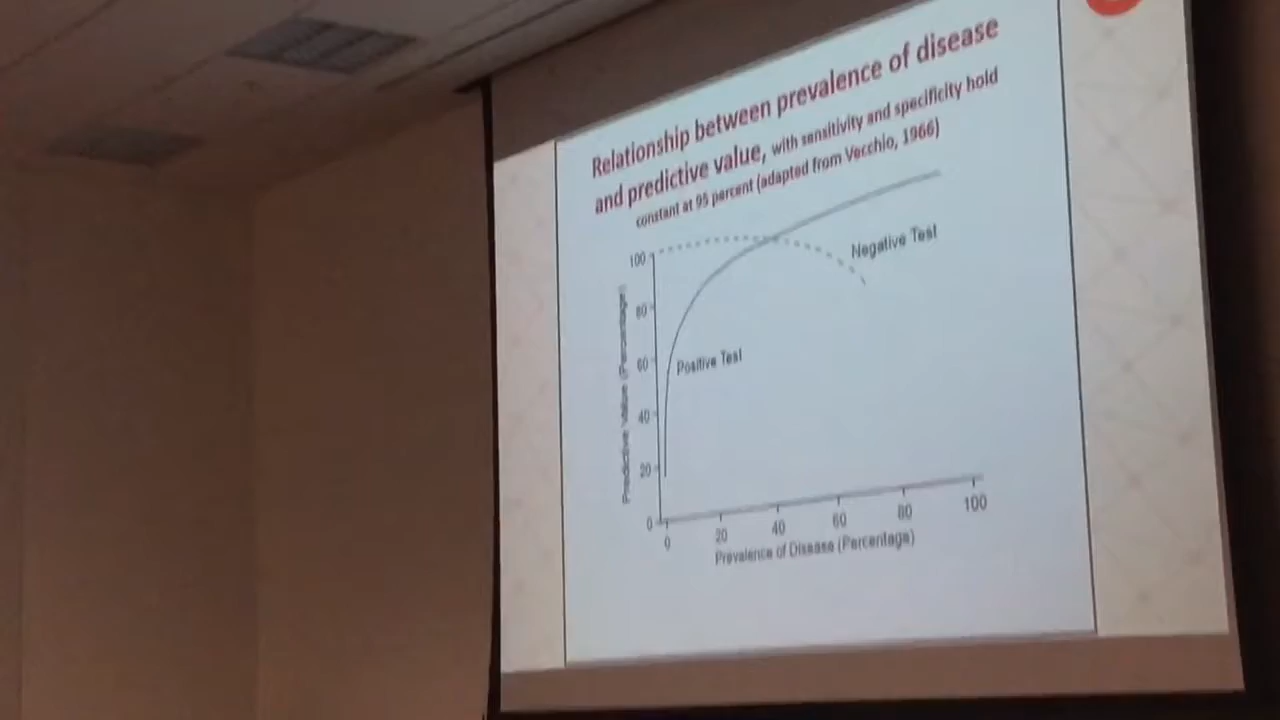 Relationship between prevalence of disease
and predictive value, with sensitivity and specificity hold
constant at 95 percent (adapted from Vecchio, 1966)
100
Negative Test
80
60
Positive Test
40
20
0
Predictive Value (Percentage)
0 20 40 60 80 100
Prevalence of Disease (Percentage)